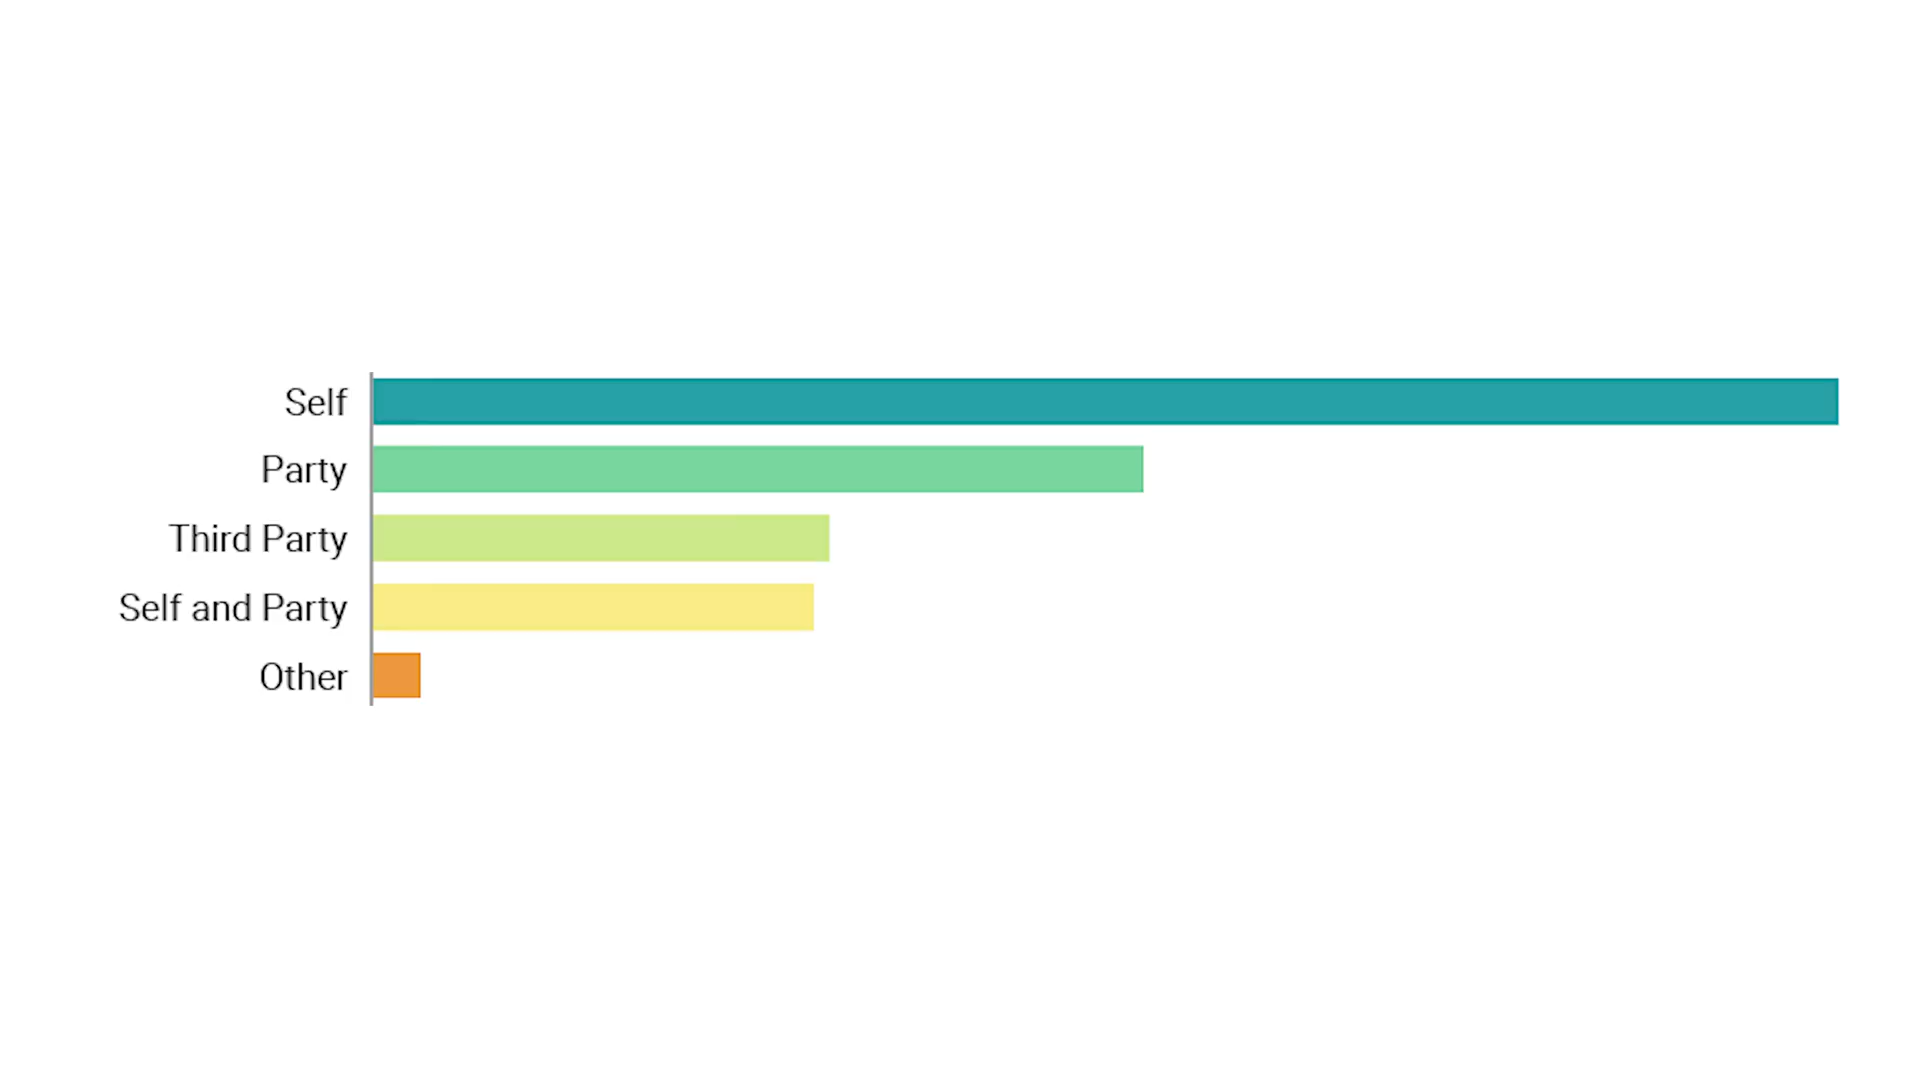 Self
Party
Third Party
Self and Party
Other